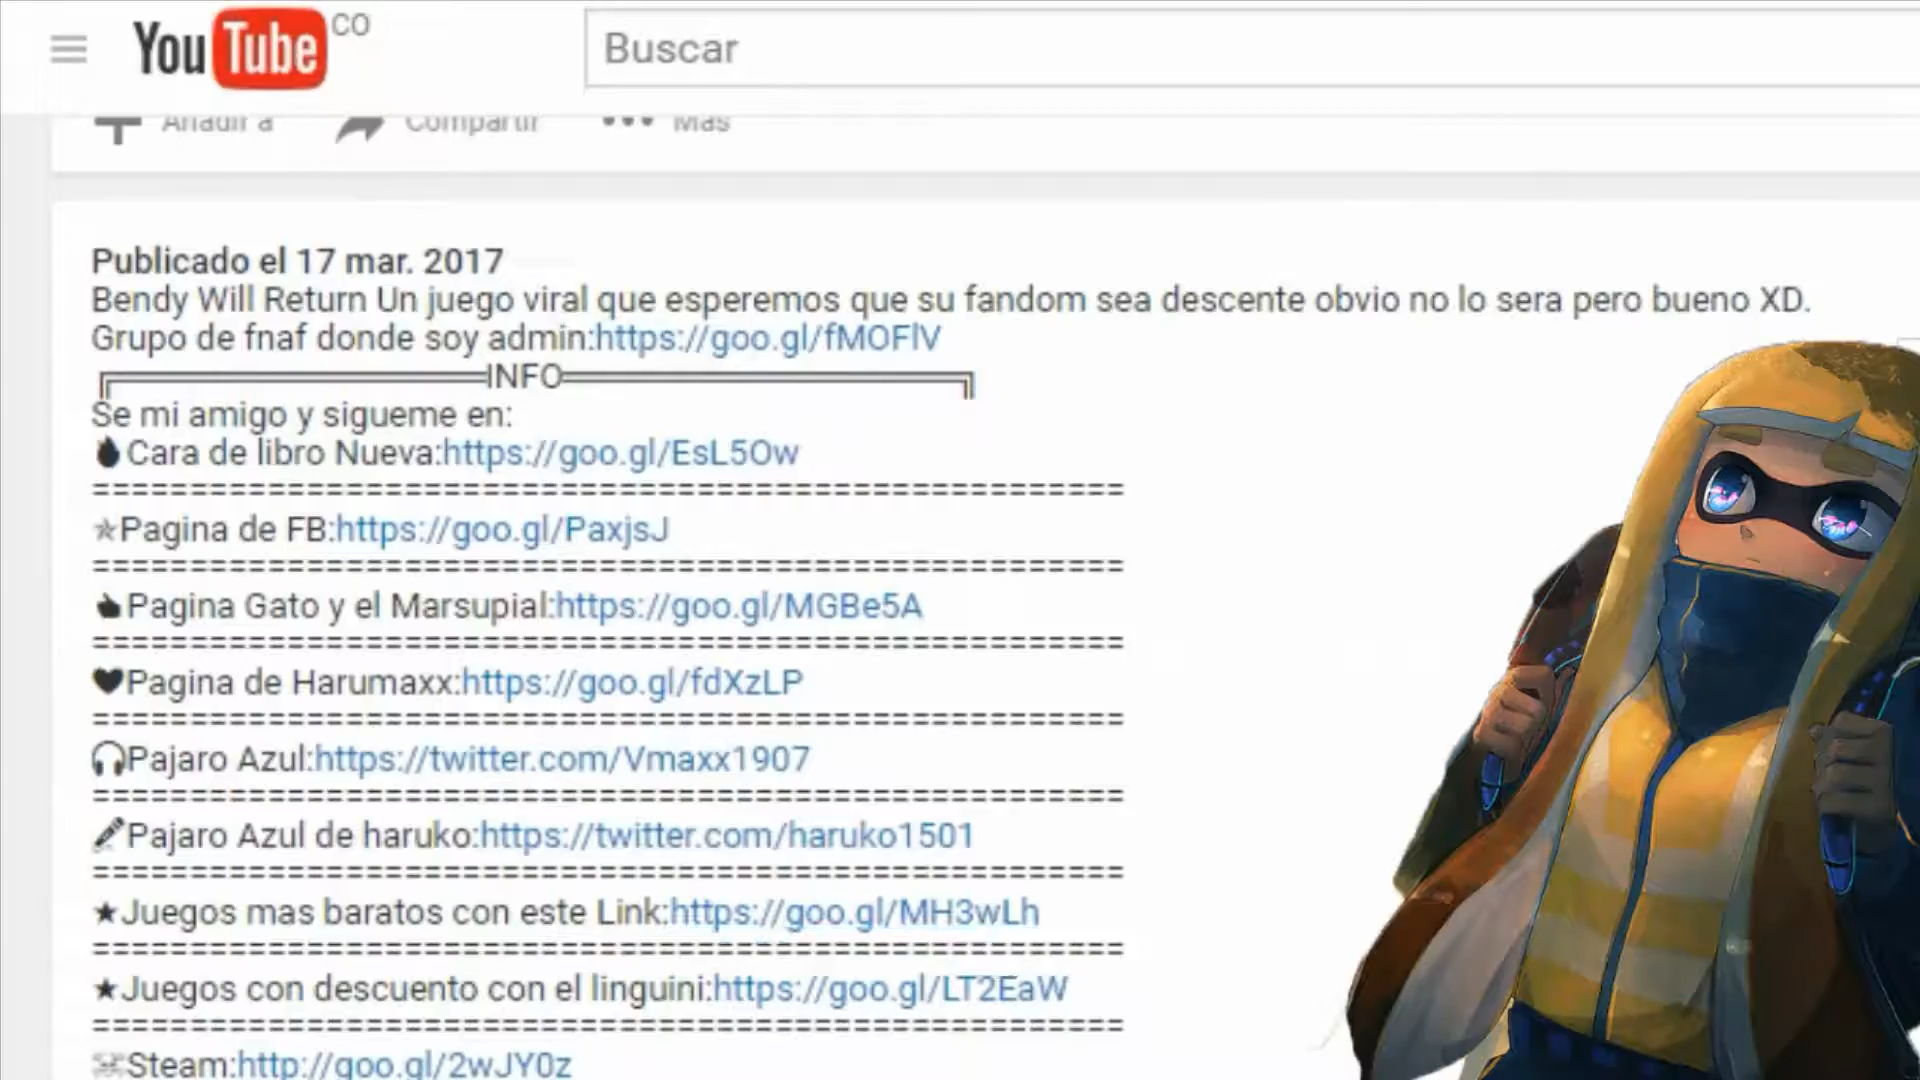 YouTube CO
Buscar
Añadir a Compartir ••• Más
Publicado el 17 mar. 2017
Bendy Will Return Un juego viral que esperemos que su fandom sea descente obvio no lo sera pero bueno XD.
Grupo de fnaf donde soy admin:https://goo.gl/fMOFlV
╔══════════════INFO═══════════════╗
Se mi amigo y sigueme en:
Cara de libro Nueva:https://goo.gl/EsL5Ow
===========================================================
✯Pagina de FB:https://goo.gl/PaxjsJ
===========================================================
Pagina Gato y el Marsupial:https://goo.gl/MGBe5A
===========================================================
♥Pagina de Harumaxx:https://goo.gl/fdXzLP
===========================================================
Pajaro Azul:https://twitter.com/Vmaxx1907
===========================================================
Pajaro Azul de haruko:https://twitter.com/haruko1501
===========================================================
★Juegos mas baratos con este Link:https://goo.gl/MH3wLh
===========================================================
★Juegos con descuento con el linguini:https://goo.gl/LT2EaW
===========================================================
Steam:http://goo.gl/2wJY0z